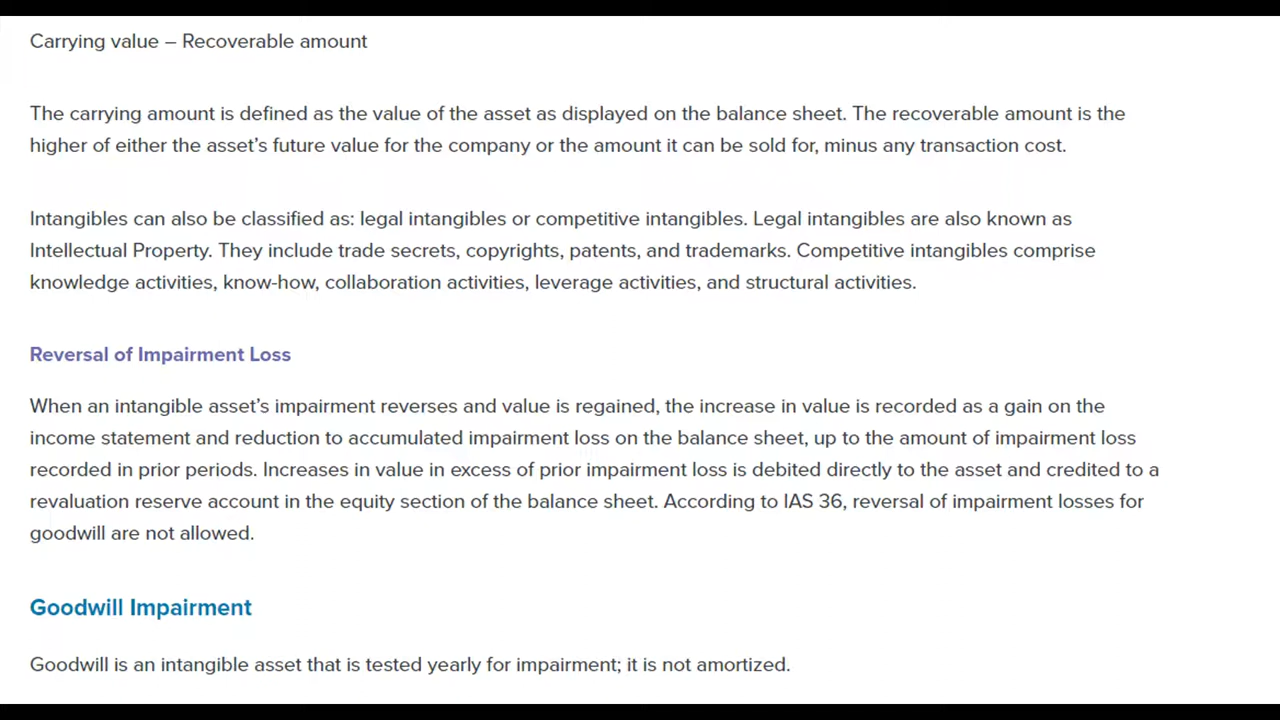 Carrying value – Recoverable amount
The carrying amount is defined as the value of the asset as displayed on the balance sheet. The recoverable amount is the
higher of either the asset’s future value for the company or the amount it can be sold for, minus any transaction cost.
Intangibles can also be classified as: legal intangibles or competitive intangibles. Legal intangibles are also known as
Intellectual Property. They include trade secrets, copyrights, patents, and trademarks. Competitive intangibles comprise
knowledge activities, know-how, collaboration activities, leverage activities, and structural activities.
Reversal of Impairment Loss
When an intangible asset’s impairment reverses and value is regained, the increase in value is recorded as a gain on the
income statement and reduction to accumulated impairment loss on the balance sheet, up to the amount of impairment loss
recorded in prior periods. Increases in value in excess of prior impairment loss is debited directly to the asset and credited to a
revaluation reserve account in the equity section of the balance sheet. According to IAS 36, reversal of impairment losses for
goodwill are not allowed.
Goodwill Impairment
Goodwill is an intangible asset that is tested yearly for impairment; it is not amortized.